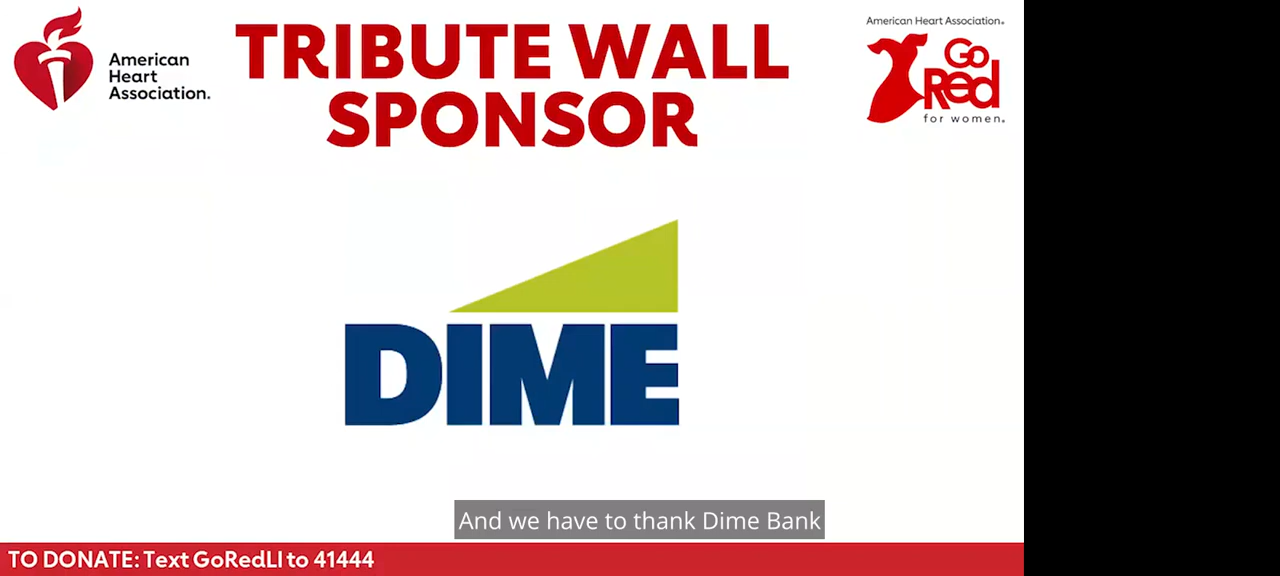 American
Heart
Association.
TRIBUTE WALL
SPONSOR
American Heart Association®
Go
Red
for women®
DIME
And we have to thank Dime Bank
TO DONATE: Text GoRedLI to 41444